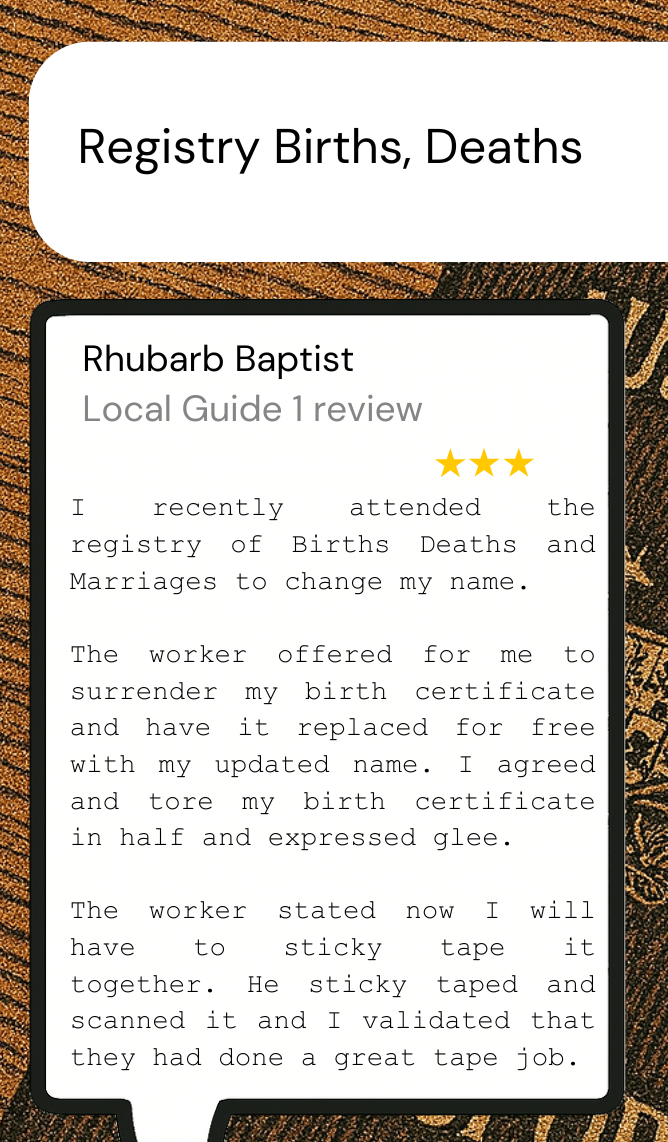 Registry Births, Deaths
Rhubarb Baptist
Local Guide 1 review
I recently attended the
registry of Births Deaths and
Marriages to change my name.
The worker offered for me to
surrender my birth certificate
and have it replaced for free
with my updated name. I agreed
and tore my birth certificate
in half and expressed glee.
The worker stated now I will
have to sticky tape it
together. He sticky taped and
scanned it and I validated that
they had done a great tape job.